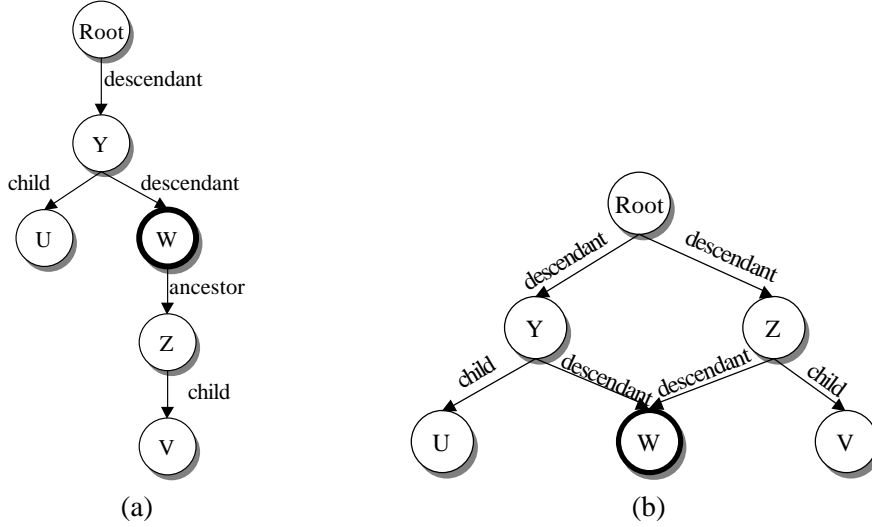 Root
descendant
Y
child
descendant
U
W
ancestor
Z
child
V
(a)
Root
descendant
descendant
Y
Z
child
descendant
descendant
child
U
W
V
(b)